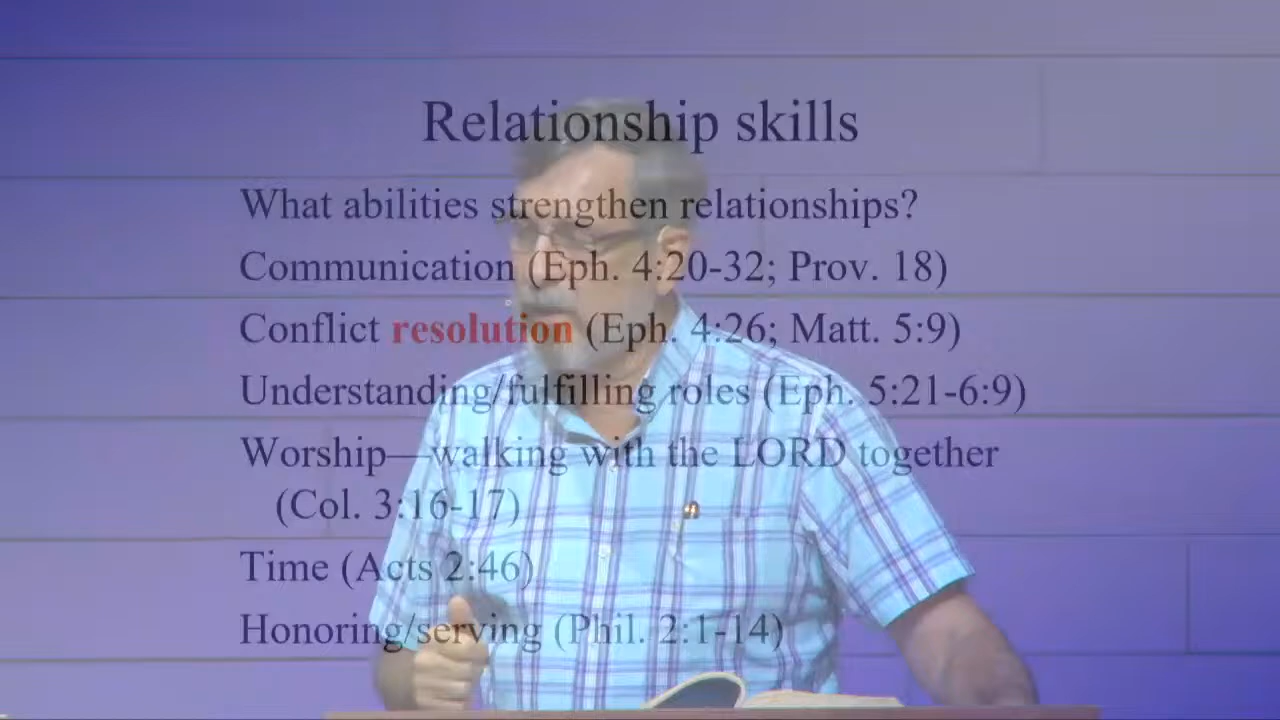 Relationship skills
What abilities strengthen relationships?
Communication (Eph. 4:20-32; Prov. 18)
Conflict resolution (Eph. 4:26; Matt. 5:9)
Understanding/fulfilling roles (Eph. 5:21-6:9)
Worship—walking with the LORD together
(Col. 3:16-17)
Time (Acts 2:46)
Honoring/serving (Phil. 2:1-14)